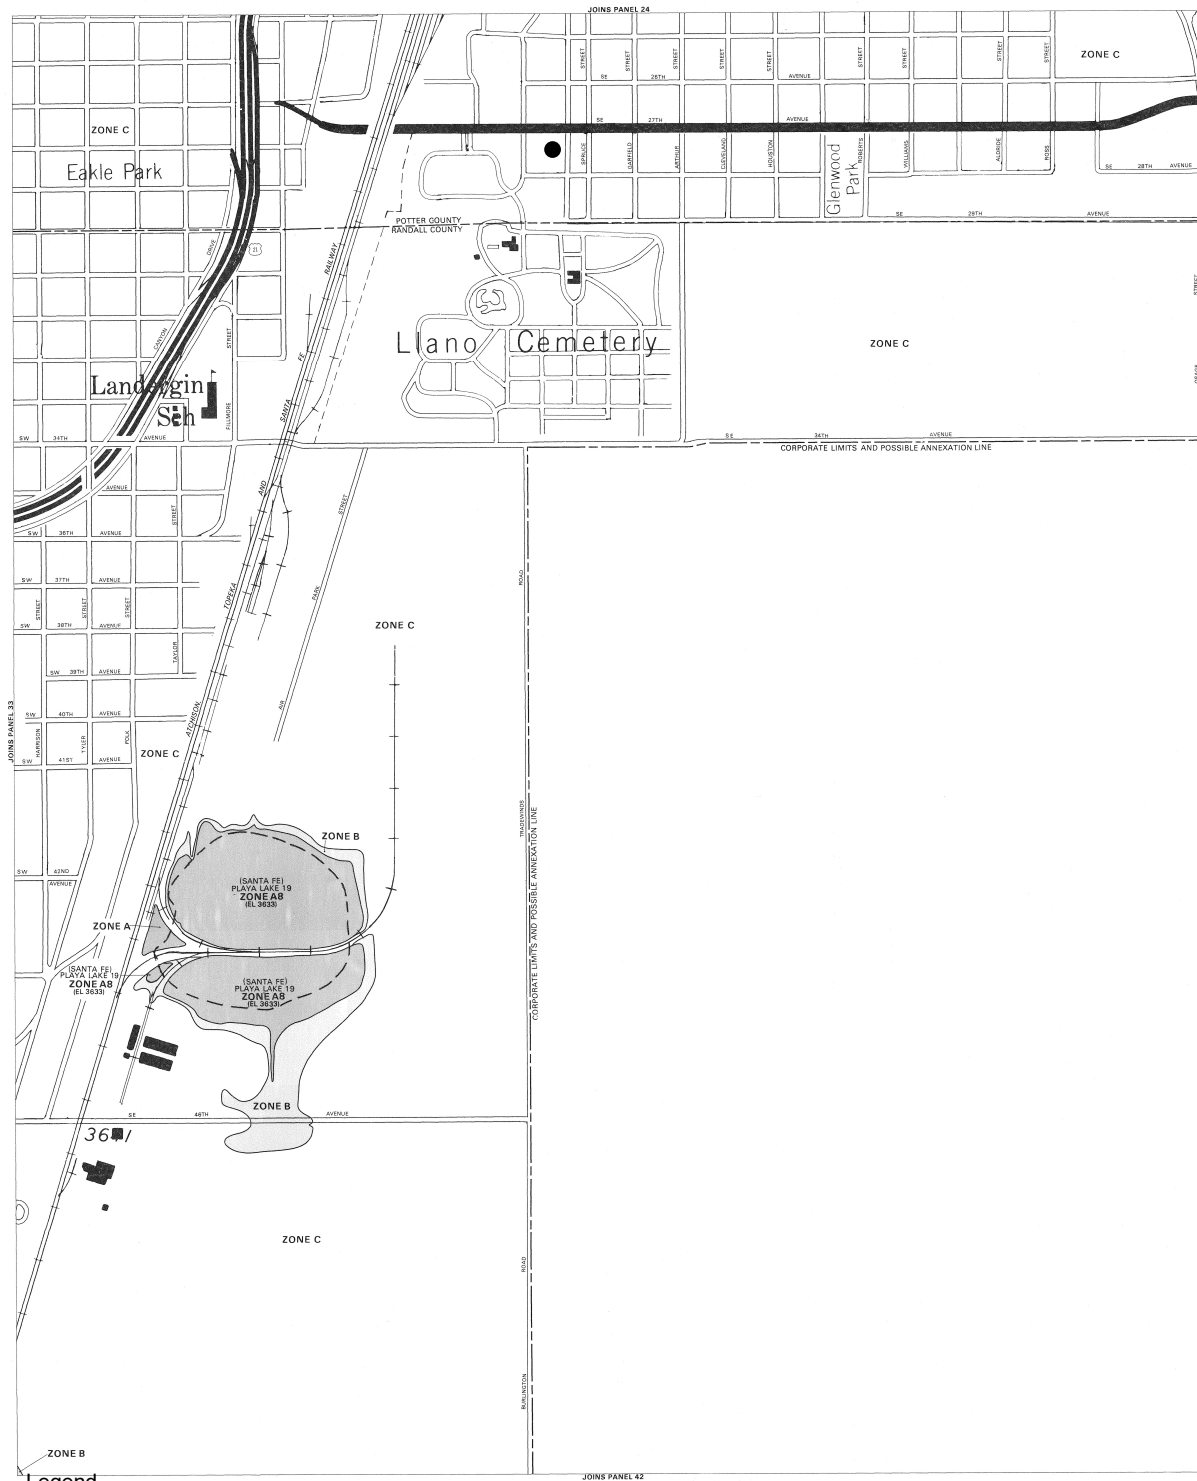 JOINS PANEL 24
STREET
STREET
STREET
STREET
STREET
STREET
STREET
STREET
STREET
ZONE C
SE 26TH AVENUE
SE 27TH AVENUE
ZONE C
Eakle Park
SPRUCE
GARFIELD
ARTHUR
CLEVELAND
HOUSTON
Glenwood
Park
ROBERTS
WILLIAMS
ALDRIDE
ROSS
SE 28TH AVENUE
SE 29TH AVENUE
POTTER COUNTY
RANDALL COUNTY
DRIVE
RAILWAY
STREET
CANYON
STREET
FE
Llano Cemetery
ZONE C
Landergin
Sch
SANTA
FILLMORE
SW 34TH AVENUE
SE 34TH AVENUE
CORPORATE LIMITS AND POSSIBLE ANNEXATION LINE
AND
AVENUE
STREET
STREET
SW 36TH AVENUE
SW 37TH AVENUE
ROAD
TOPEKA
PARK
STREET
STREET
STREET
SW 38TH AVENUE
ZONE C
TAYLOR
SW 39TH AVENUE
AIR
ATCHISON
SW 40TH AVENUE
JOINS PANEL 33
HARRISON
TYLER
POLK
ZONE C
SW 41ST AVENUE
TRADEWINDS
CORPORATE LIMITS AND POSSIBLE ANNEXATION LINE
ZONE B
SW 42ND
AVENUE
(SANTA FE)
PLAYA LAKE 19
ZONE A8
(EL 3633)
ZONE A
(SANTA FE)
PLAYA LAKE 19
ZONE A8
(EL 3633)
(SANTA FE)
PLAYA LAKE 19
ZONE A8
(EL 3633)
ZONE B
SE 46TH AVENUE
ZONE C
ROAD
BURLINGTON
ZONE B
Legend
JOINS PANEL 42